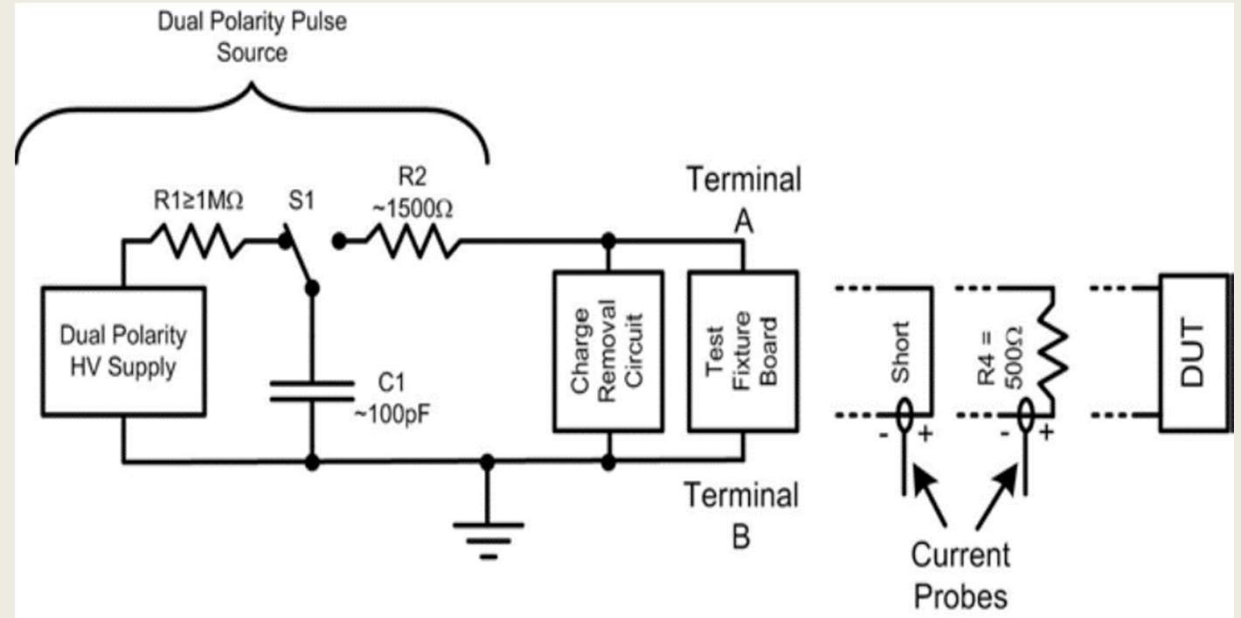 Dual Polarity Pulse
Source
R1≥1MΩ
S1
R2
~1500Ω
Terminal
A
Dual Polarity
HV Supply
C1
~100pF
Charge
Removal
Circuit
Test
Fixture
Board
Short
R4 =
500Ω
DUT
- +
- +
Terminal
B
Current
Probes